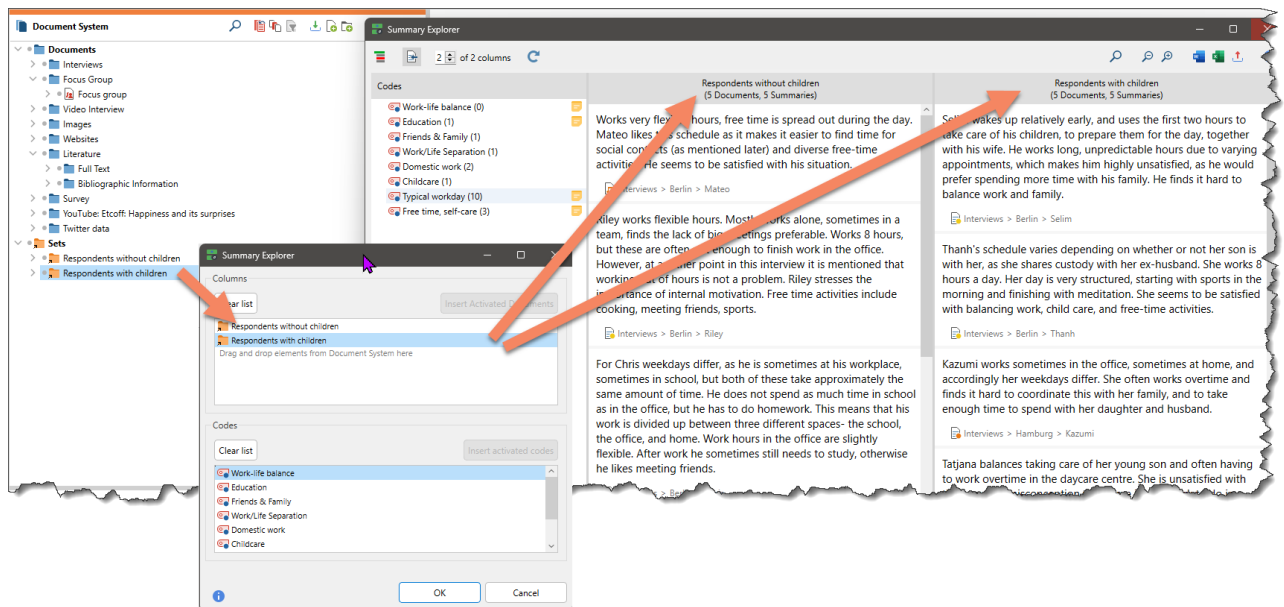 Document System
Documents
Interviews
Focus Group
Focus group
Video Interview
Images
Websites
Literature
Full Text
Bibliographic Information
Survey
YouTube: Etcoff: Happiness and its surprises
Twitter data
Sets
Respondents without children
Respondents with children
Summary Explorer
2 of 2 columns
Codes
Work-life balance (0)
Education (1)
Friends & Family (1)
Work/Life Separation (1)
Domestic work (2)
Childcare (1)
Typical workday (10)
Free time, self-care (3)
Respondents without children
(5 Documents, 5 Summaries)
Works very flexible hours, free time is spread out during the day.
Mateo likes schedule as it makes it easier to find time for
social contacts (as mentioned later) and diverse free-time
activities. He seems to be satisfied with his situation.
Interviews > Berlin > Mateo
Riley works flexible hours. Mostly works alone, sometimes in a
team, finds the lack of big meetings preferable. Works 8 hours,
but these are often not enough to finish work in the office.
However, at another point in this interview it is mentioned that
working out of hours is not a problem. Riley stresses the
importance of internal motivation. Free time activities include
cooking, meeting friends, sports.
Interviews > Berlin > Riley
For Chris weekdays differ, as he is sometimes at his workplace,
sometimes in school, but both of these take approximately the
same amount of time. He does not spend as much time in school
as in the office, but he has to do homework. This means that his
work is divided up between three different spaces- the school,
the office, and home. Work hours in the office are slightly
flexible. After work he sometimes still needs to study, otherwise
he likes meeting friends.
Respondents with children
(5 Documents, 5 Summaries)
Selim wakes up relatively early, and uses the first two hours to
take care of his children, to prepare them for the day, together
with his wife. He works long, unpredictable hours due to varying
appointments, which makes him highly unsatisfied, as he would
prefer spending more time with his family. He finds it hard to
balance work and family.
Interviews > Berlin > Selim
Thanh's schedule varies depending on whether or not her son is
with her, as she shares custody with her ex-husband. She works 8
hours a day. Her day is very structured, starting with sports in the
morning and finishing with meditation. She seems to be satisfied
with balancing work, child care, and free-time activities.
Interviews > Berlin > Thanh
Kazumi works sometimes in the office, sometimes at home, and
accordingly her weekdays differ. She often works overtime and
finds it hard to coordinate this with her family, and to take
enough time to spend with her daughter and husband.
Interviews > Hamburg > Kazumi
Tatjana balances taking care of her young son and often having
to work overtime in the daycare centre. She is unsatisfied with
Summary Explorer
Columns
Clear list
Insert Activated Documents
Respondents without children
Respondents with children
Drag and drop elements from Document System here
Codes
Clear list
Insert activated codes
Work-life balance
Education
Friends & Family
Work/Life Separation
Domestic work
Childcare
OK
Cancel